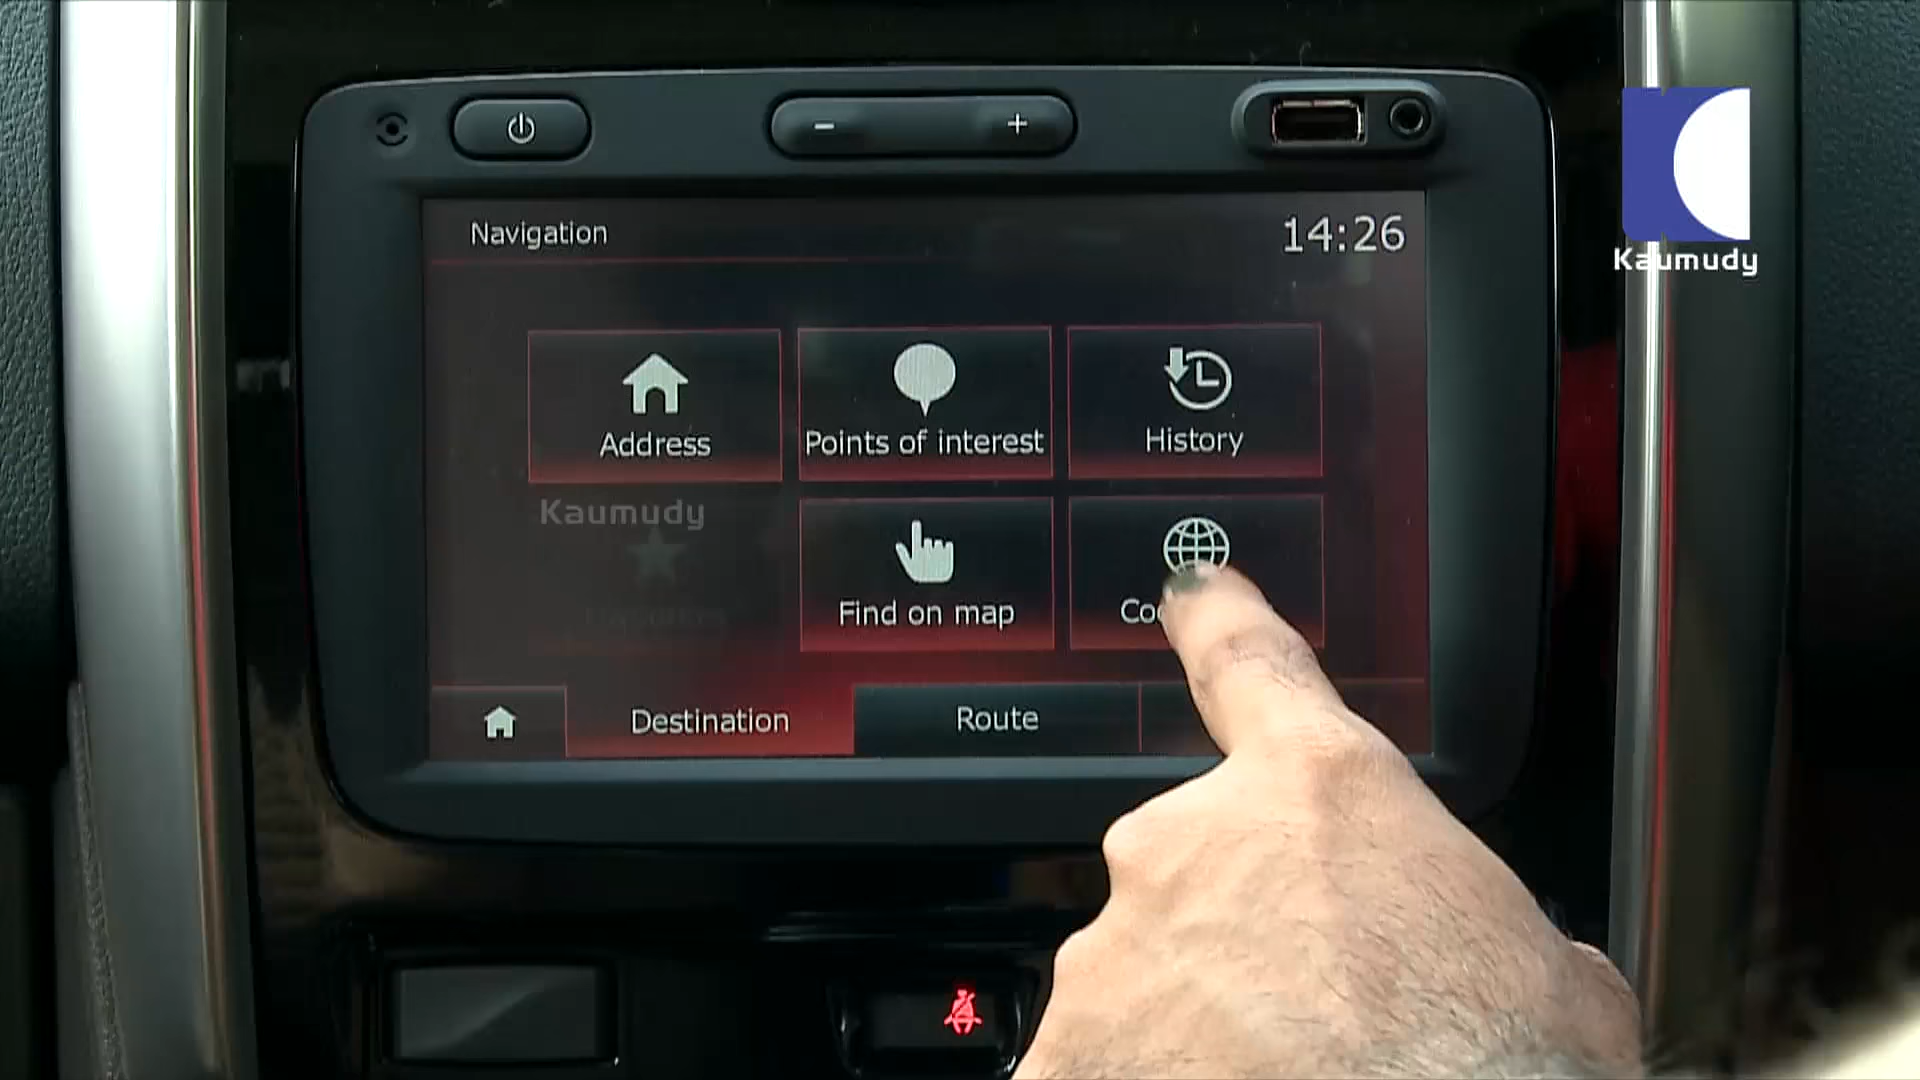 Navigation
14:26
Kaumudy
Address
Points of interest
History
Kaumudy
Find on map
Destination
Route